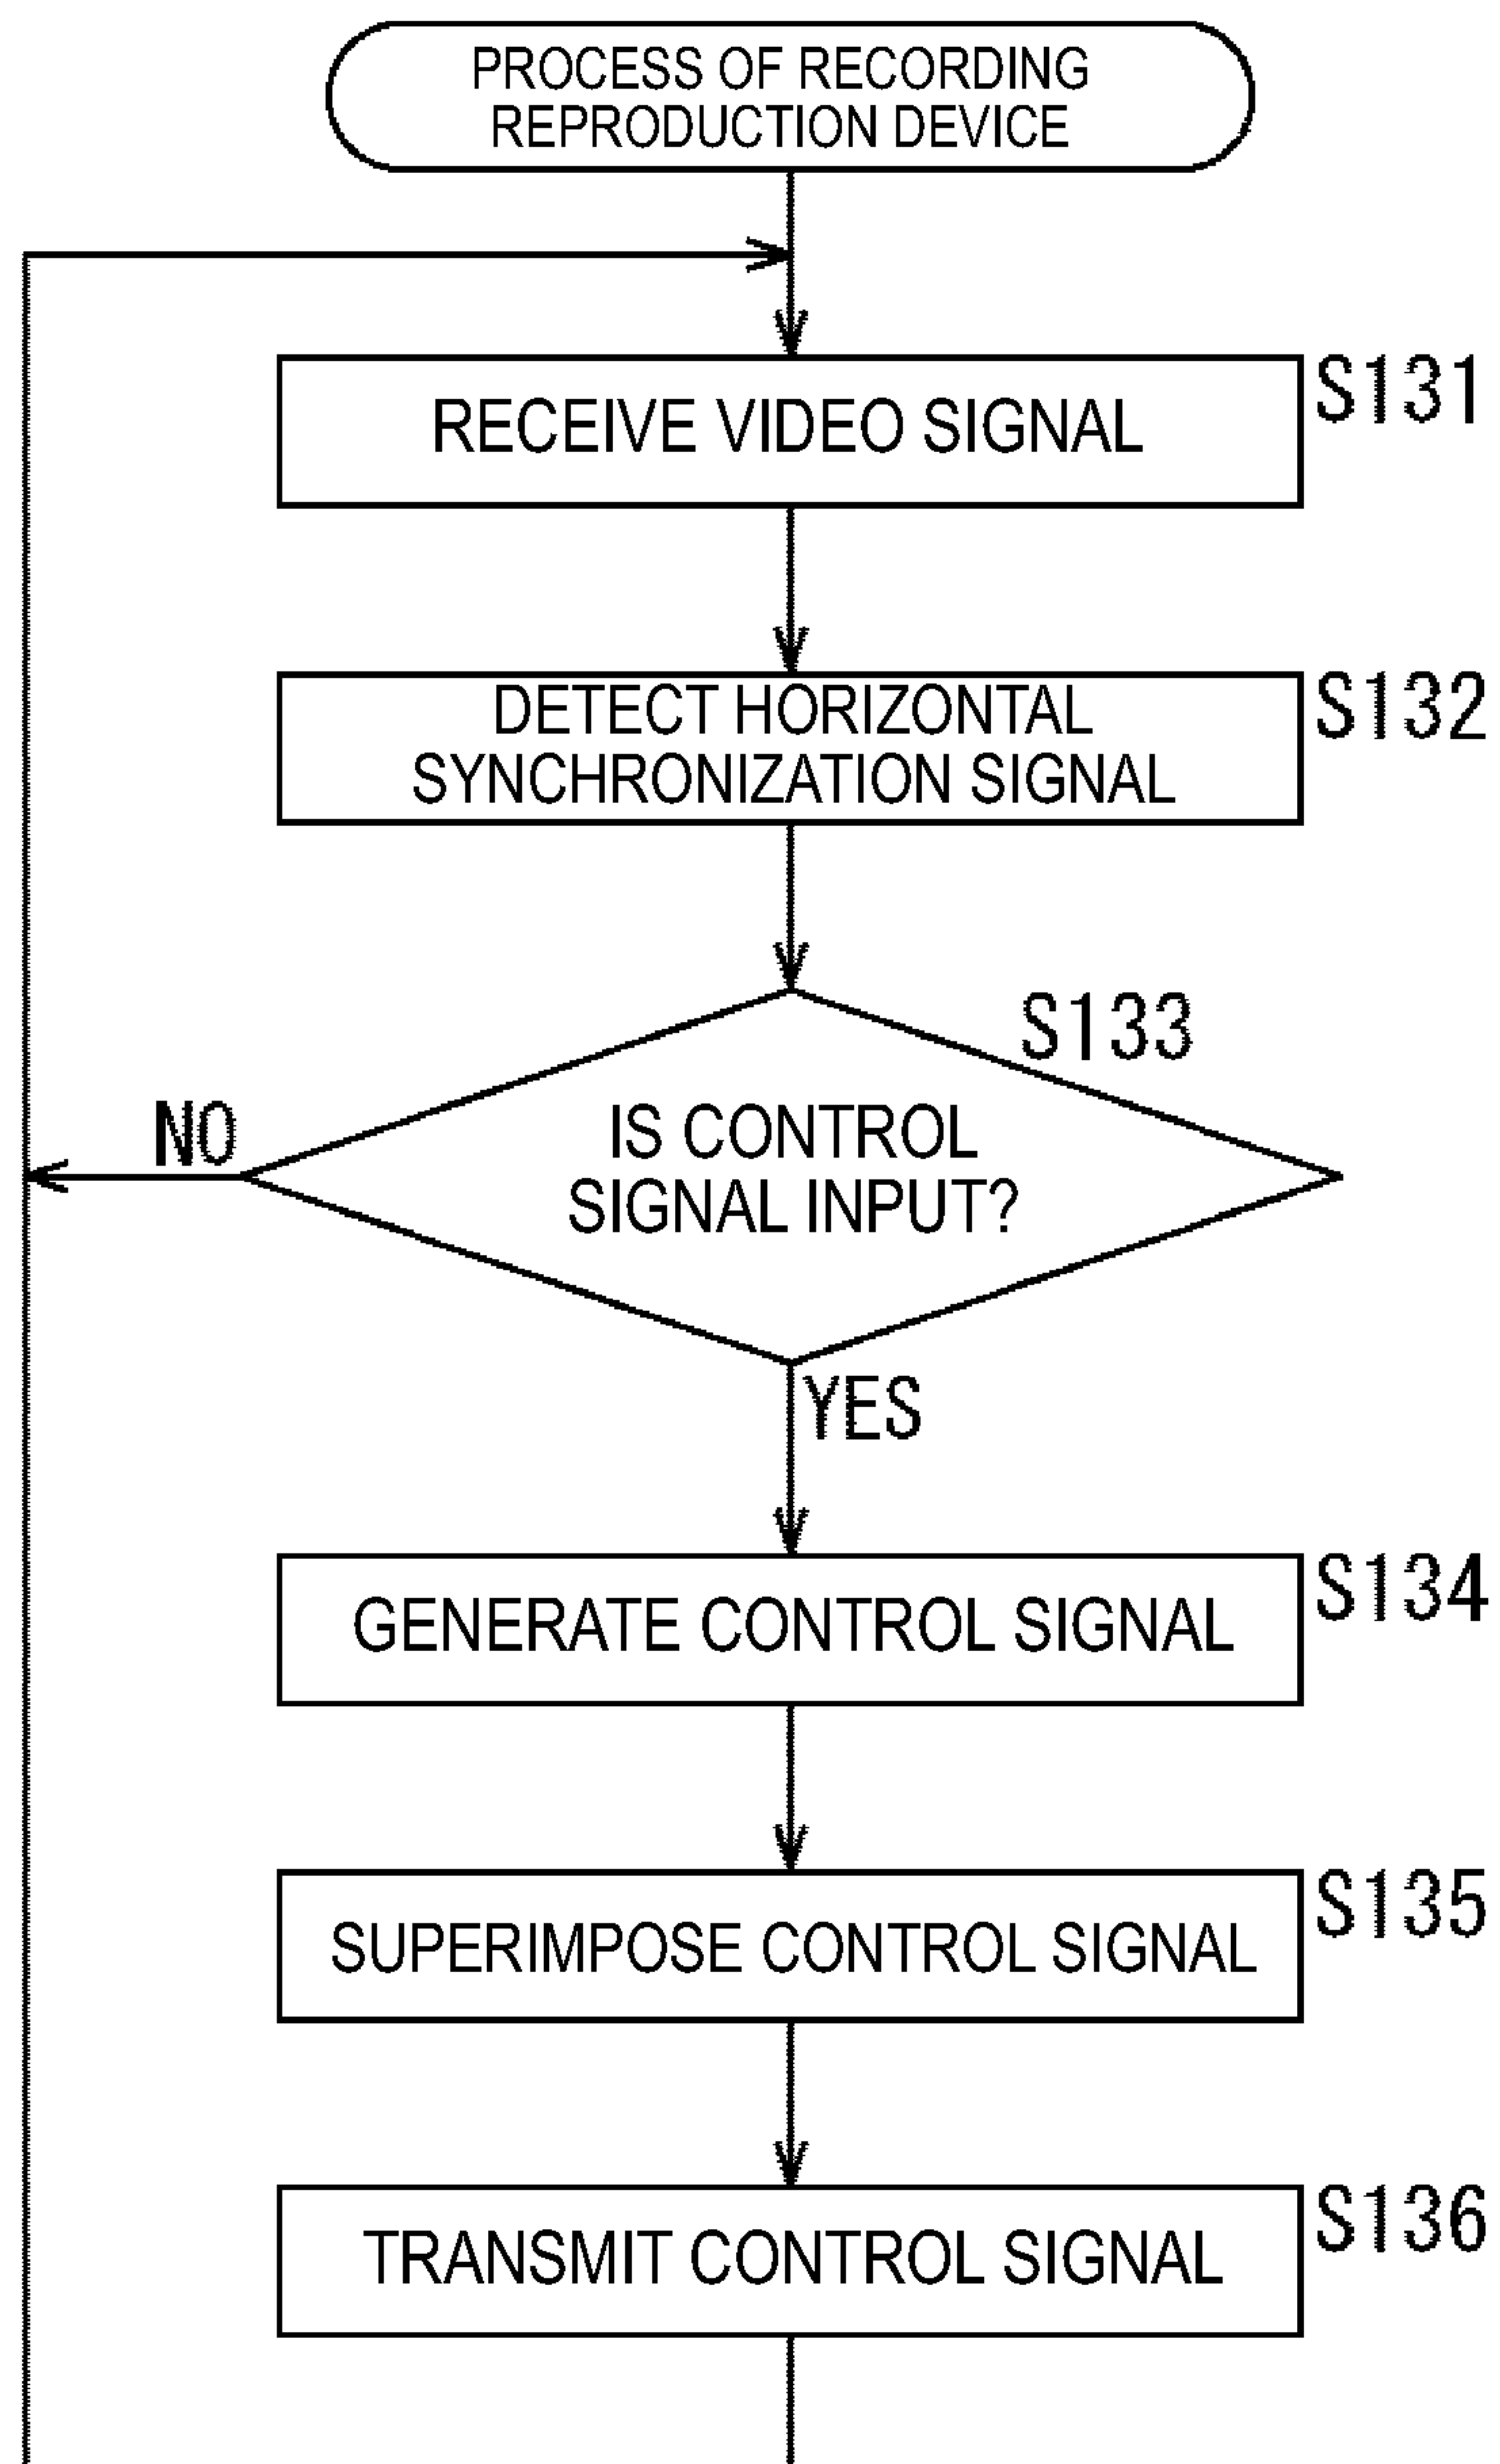 PROCESS OF RECORDING
REPRODUCTION DEVICE
RECEIVE VIDEO SIGNAL
S131
DETECT HORIZONTAL
SYNCHRONIZATION SIGNAL
S132
S133
IS CONTROL
SIGNAL INPUT?
NO
YES
GENERATE CONTROL SIGNAL
S134
SUPERIMPOSE CONTROL SIGNAL
S135
TRANSMIT CONTROL SIGNAL
S136